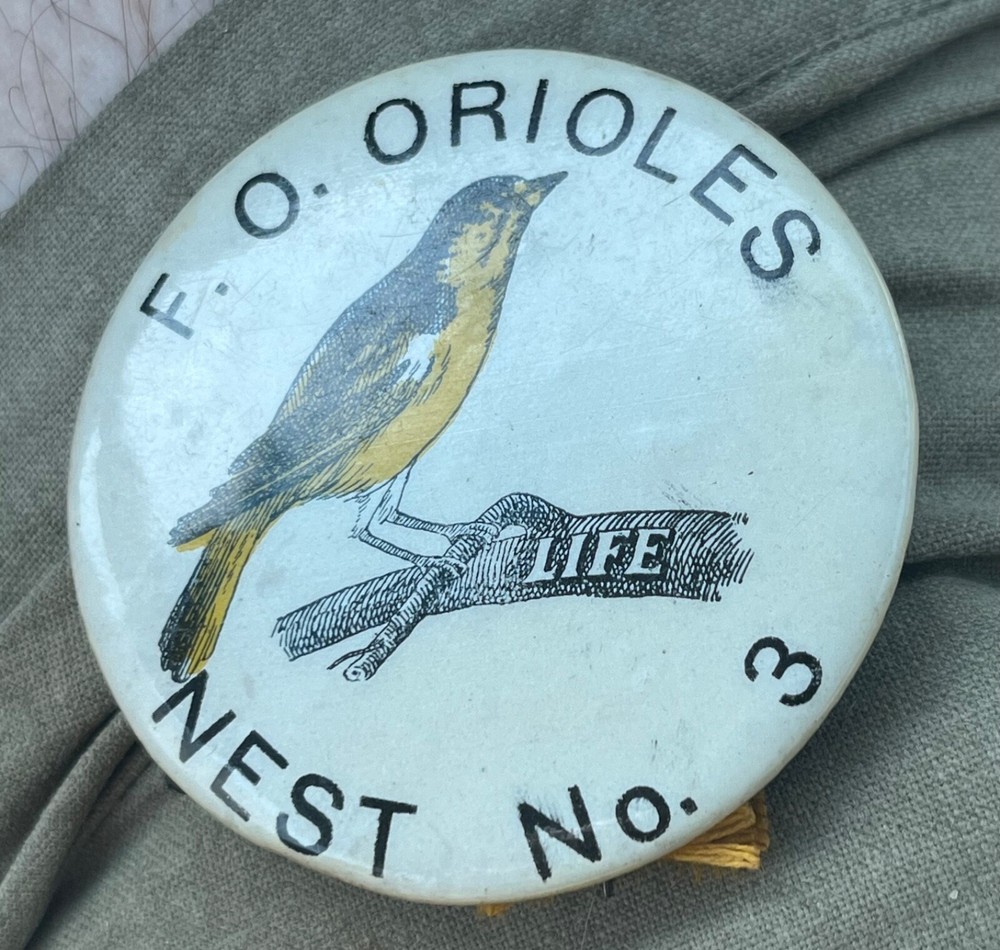 F. O. ORIOLES
LIFE
NEST No. 3